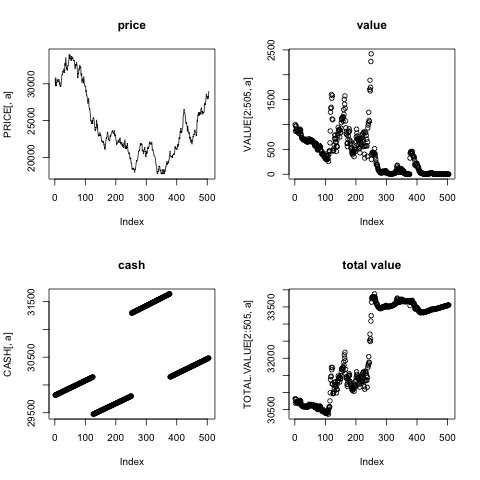 price
PRICE[, a]
20000 25000 30000
0 100 200 300 400 500
Index
value
VALUE[2:505, a]
0 500 1500 2500
0 100 200 300 400 500
Index
cash
CASH[, a]
29500 30500 31500
0 100 200 300 400 500
Index
total value
TOTAL.VALUE[2:505, a]
30500 32000 33500
0 100 200 300 400 500
Index